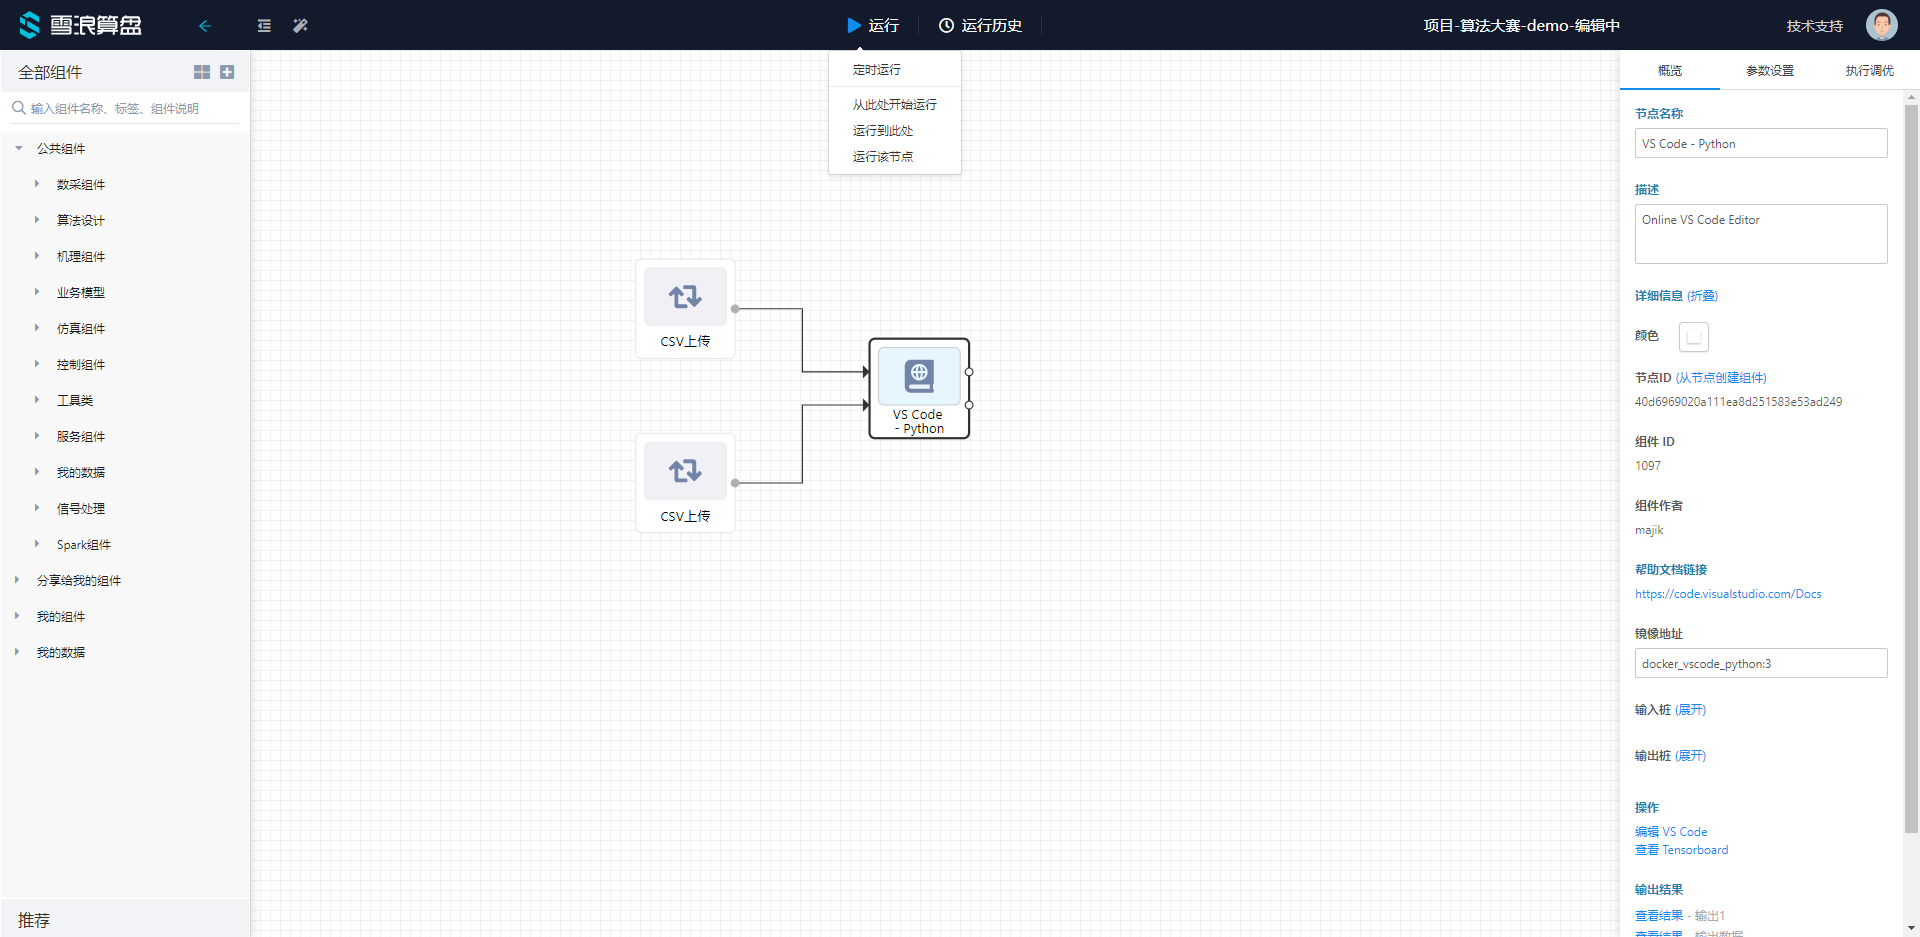 雪浪算盘
运行
运行历史
项目-算法大赛-demo-编辑中
技术支持
全部组件
输入组件名称、标签、组件说明
公共组件
数采组件
算法设计
机理组件
业务模型
仿真组件
控制组件
工具类
服务组件
我的数据
信号处理
Spark组件
分享给我的组件
我的组件
我的数据
推荐
定时运行
从此处开始运行
运行到此处
运行该节点
CSV上传
VS Code
- Python
CSV上传
概览
参数设置
执行调优
节点名称
VS Code - Python
描述
Online VS Code Editor
详细信息 (折叠)
颜色
节点ID (从节点创建组件)
40d6969020a111ea8d251583e53ad249
组件 ID
1097
组件作者
majik
帮助文档链接
https://code.visualstudio.com/Docs
镜像地址
docker_vscode_python:3
输入桩 (展开)
输出桩 (展开)
操作
编辑 VS Code
查看 Tensorboard
输出结果
查看结果 - 输出1
查看结果 - 输出数据